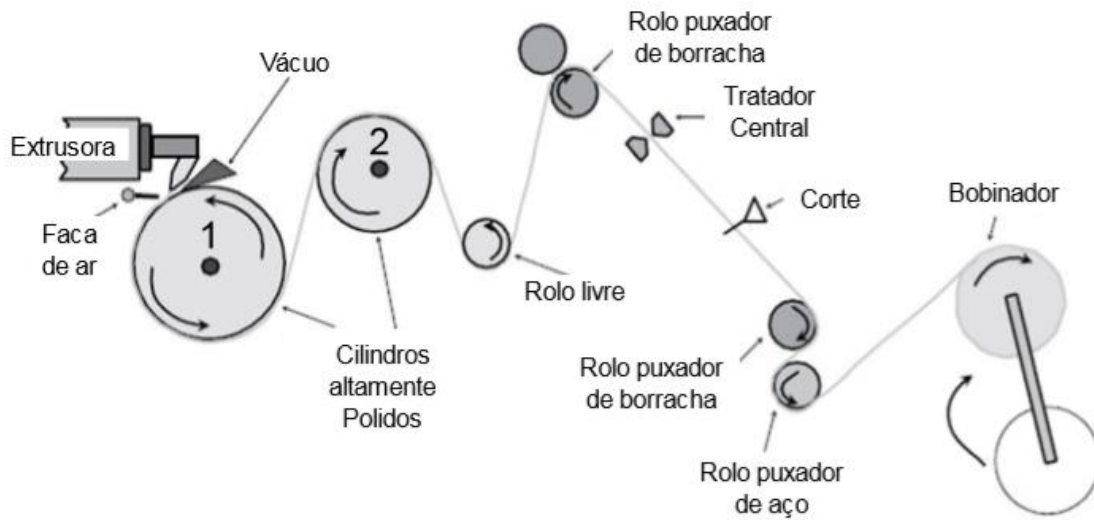 Rolo puxador
de borracha
Vácuo
Tratador
Central
Extrusora
2
1
Faca
de ar
Corte
Bobinador
Rolo livre
Cilindros
altamente
Polidos
Rolo puxador
de borracha
Rolo puxador
de aço